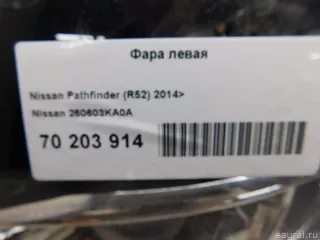 Фара левая
Nissan Pathfinder (R52) 2014>
Nissan 260603KA0A
70 203 914
eaural.ru